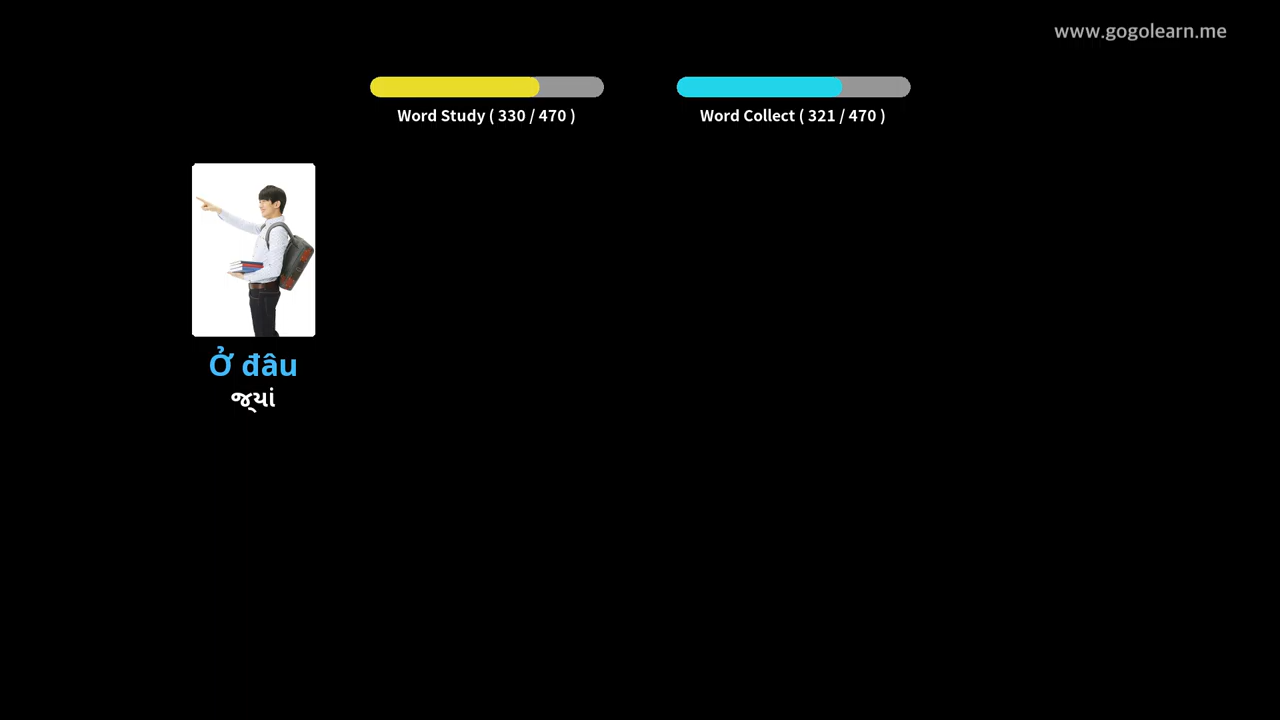 www.gogolearn.me
Word Study ( 330 / 470 )
Word Collect ( 321 / 470 )
Ở đâu
જ્યાં